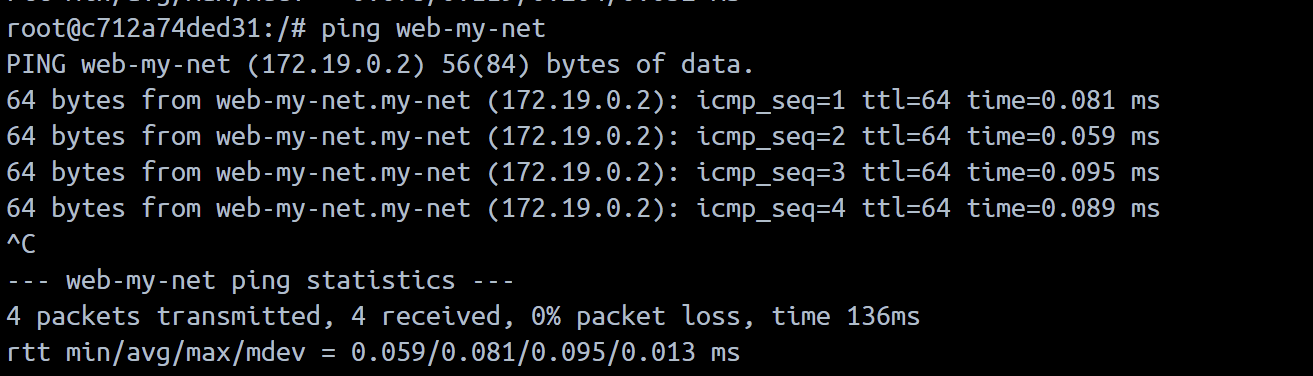 root@c712a74ded31:/# ping web-my-net
PING web-my-net (172.19.0.2) 56(84) bytes of data.
64 bytes from web-my-net.my-net (172.19.0.2): icmp_seq=1 ttl=64 time=0.081 ms
64 bytes from web-my-net.my-net (172.19.0.2): icmp_seq=2 ttl=64 time=0.059 ms
64 bytes from web-my-net.my-net (172.19.0.2): icmp_seq=3 ttl=64 time=0.095 ms
64 bytes from web-my-net.my-net (172.19.0.2): icmp_seq=4 ttl=64 time=0.089 ms
^C
--- web-my-net ping statistics ---
4 packets transmitted, 4 received, 0% packet loss, time 136ms
rtt min/avg/max/mdev = 0.059/0.081/0.095/0.013 ms